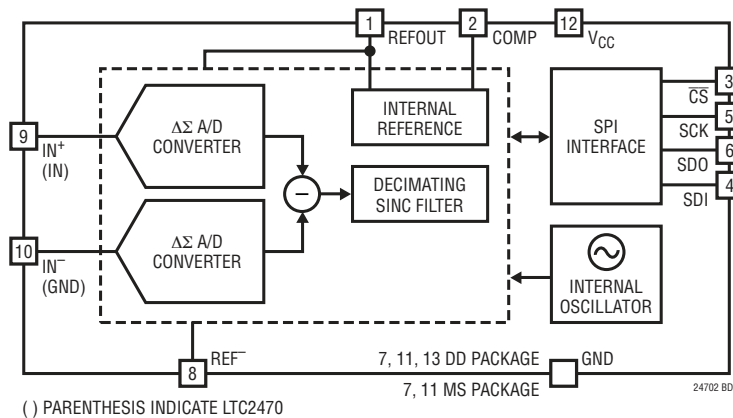 1
REFOUT
2
COMP
12
VCC
9
IN+
(IN)
ΔΣ A/D
CONVERTER
INTERNAL
REFERENCE
SPI
INTERFACE
3
CS
5
SCK
6
SDO
4
SDI
−
DECIMATING
SINC FILTER
10
IN−
(GND)
ΔΣ A/D
CONVERTER
INTERNAL
OSCILLATOR
8
REF−
7, 11, 13 DD PACKAGE
7, 11 MS PACKAGE
GND
24702 BD
( ) PARENTHESIS INDICATE LTC2470